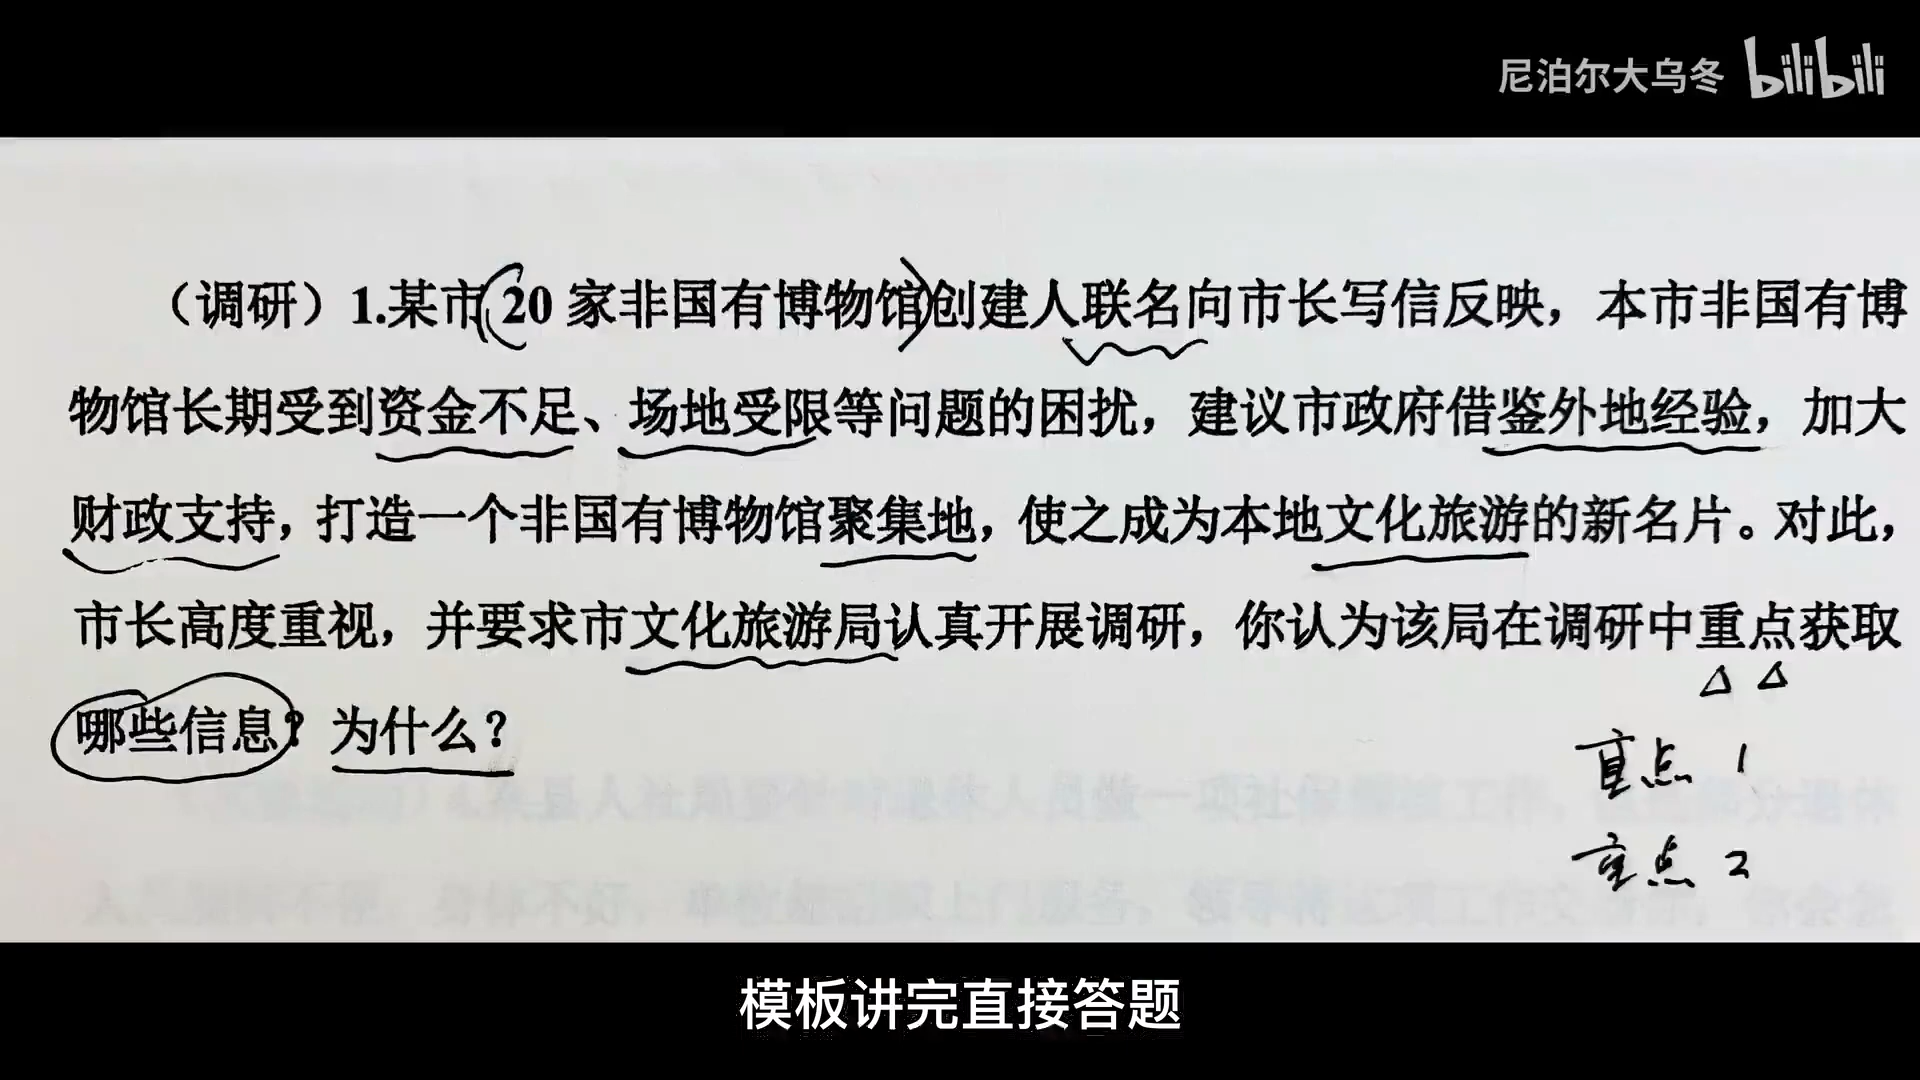 尼泊尔大乌冬 bilibili
（调研）1.某市 20 家非国有博物馆创建人联名向市长写信反映，本市非国有博
物馆长期受到资金不足、场地受限等问题的困扰，建议市政府借鉴外地经验，加大
财政支持，打造一个非国有博物馆聚集地，使之成为本地文化旅游的新名片。对此，
市长高度重视，并要求市文化旅游局认真开展调研，你认为该局在调研中重点获取
哪些信息？为什么？
重点 1
重点 2
模板讲完直接答题